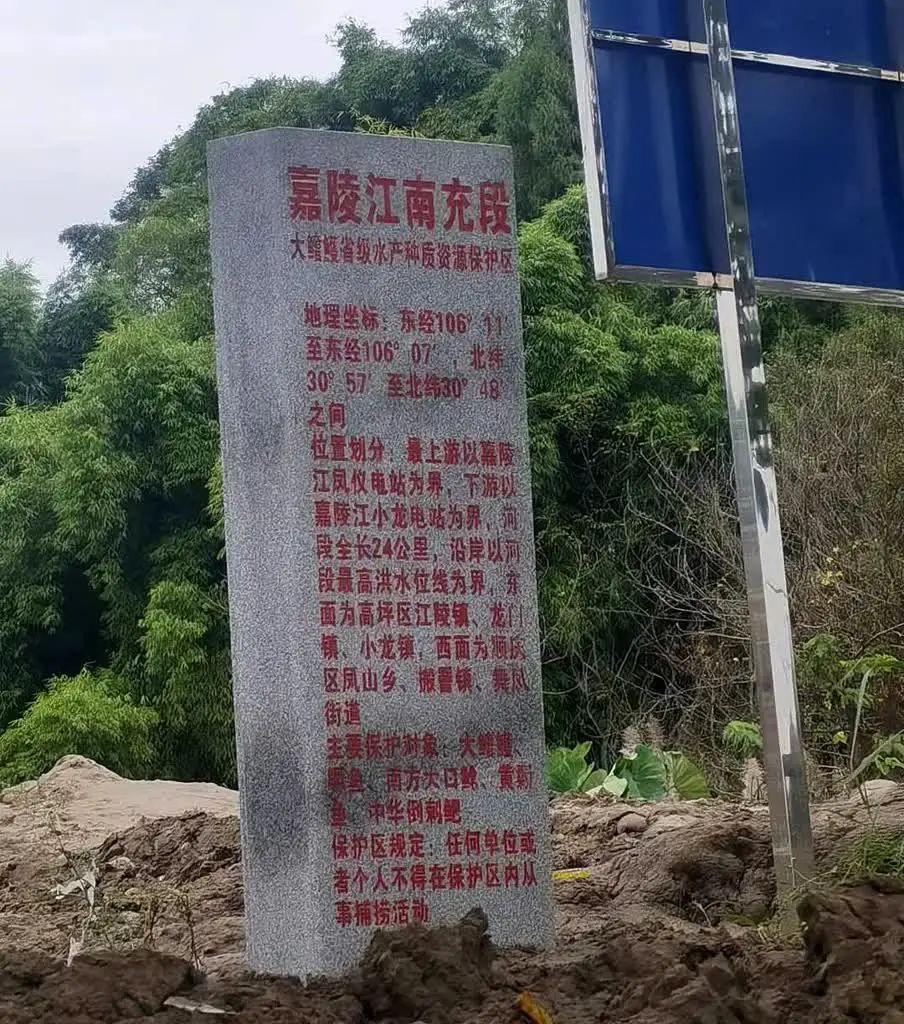 嘉陵江南充段
大鳍鳠省级水产种质资源保护区
地理坐标：东经106°11
至东经106°07′，北纬
30°57′至北纬30°48
之间
位置划分：最上游以嘉陵
江凤仪电站为界，下游以
嘉陵江小龙电站为界，河
段全长24公里，沿岸以河
段最高洪水位线为界，东
面为高坪区江陵镇、龙门
镇、小龙镇，西面为顺庆
区凤山乡、搬罾镇、舞凤
街道
主要保护对象：大鳍鳠、
鱼、南方大口鲶、黄颡
鱼、中华倒刺鲃
保护区规定：任何单位或
者个人不得在保护区内从
事捕捞活动